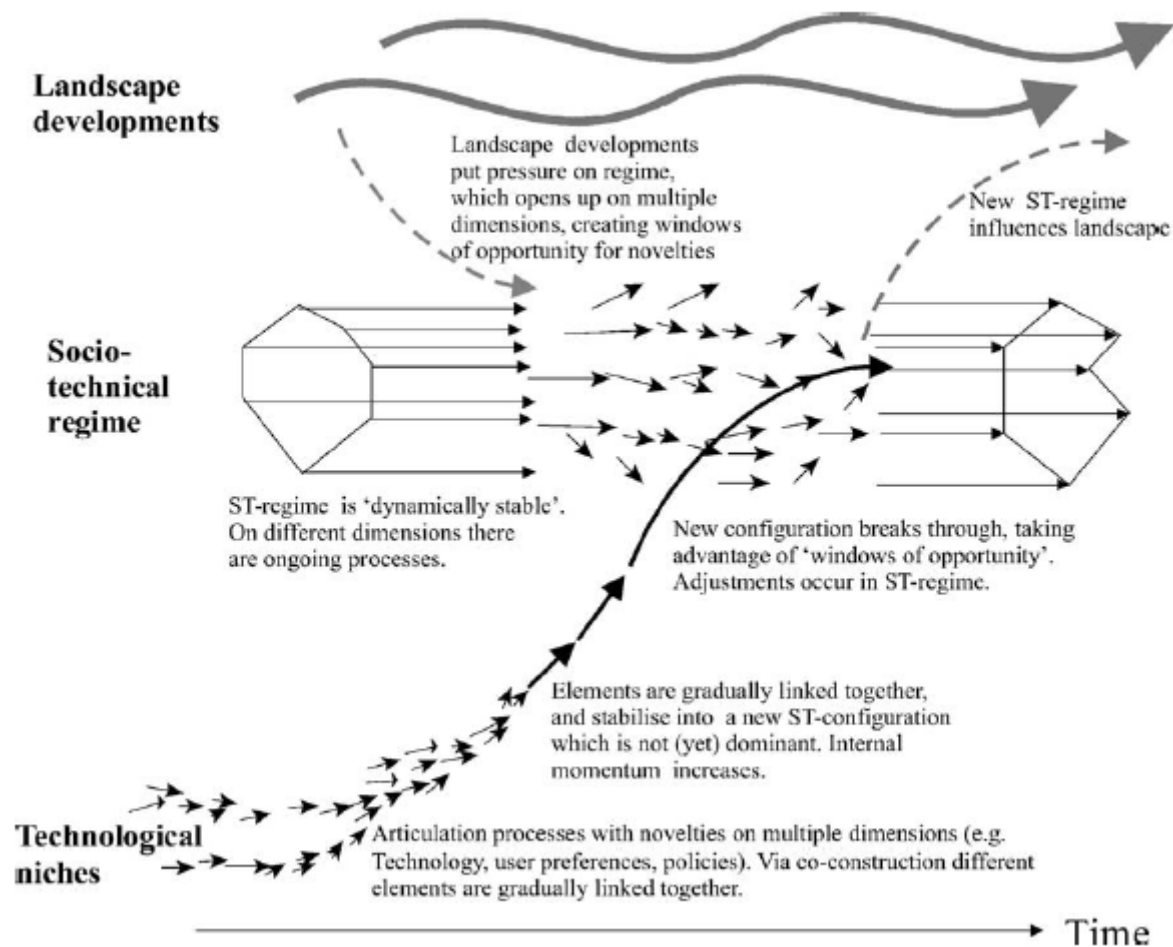 Landscape
developments
Landscape developments
put pressure on regime,
which opens up on multiple
dimensions, creating windows
of opportunity for novelties
New ST-regime
influences landscape
Socio-
technical
regime
ST-regime is ‘dynamically stable’.
On different dimensions there
are ongoing processes.
New configuration breaks through, taking
advantage of ‘windows of opportunity’.
Adjustments occur in ST-regime.
Elements are gradually linked together,
and stabilise into a new ST-configuration
which is not (yet) dominant. Internal
momentum increases.
Technological
niches
Articulation processes with novelties on multiple dimensions (e.g.
Technology, user preferences, policies). Via co-construction different
elements are gradually linked together.
Time